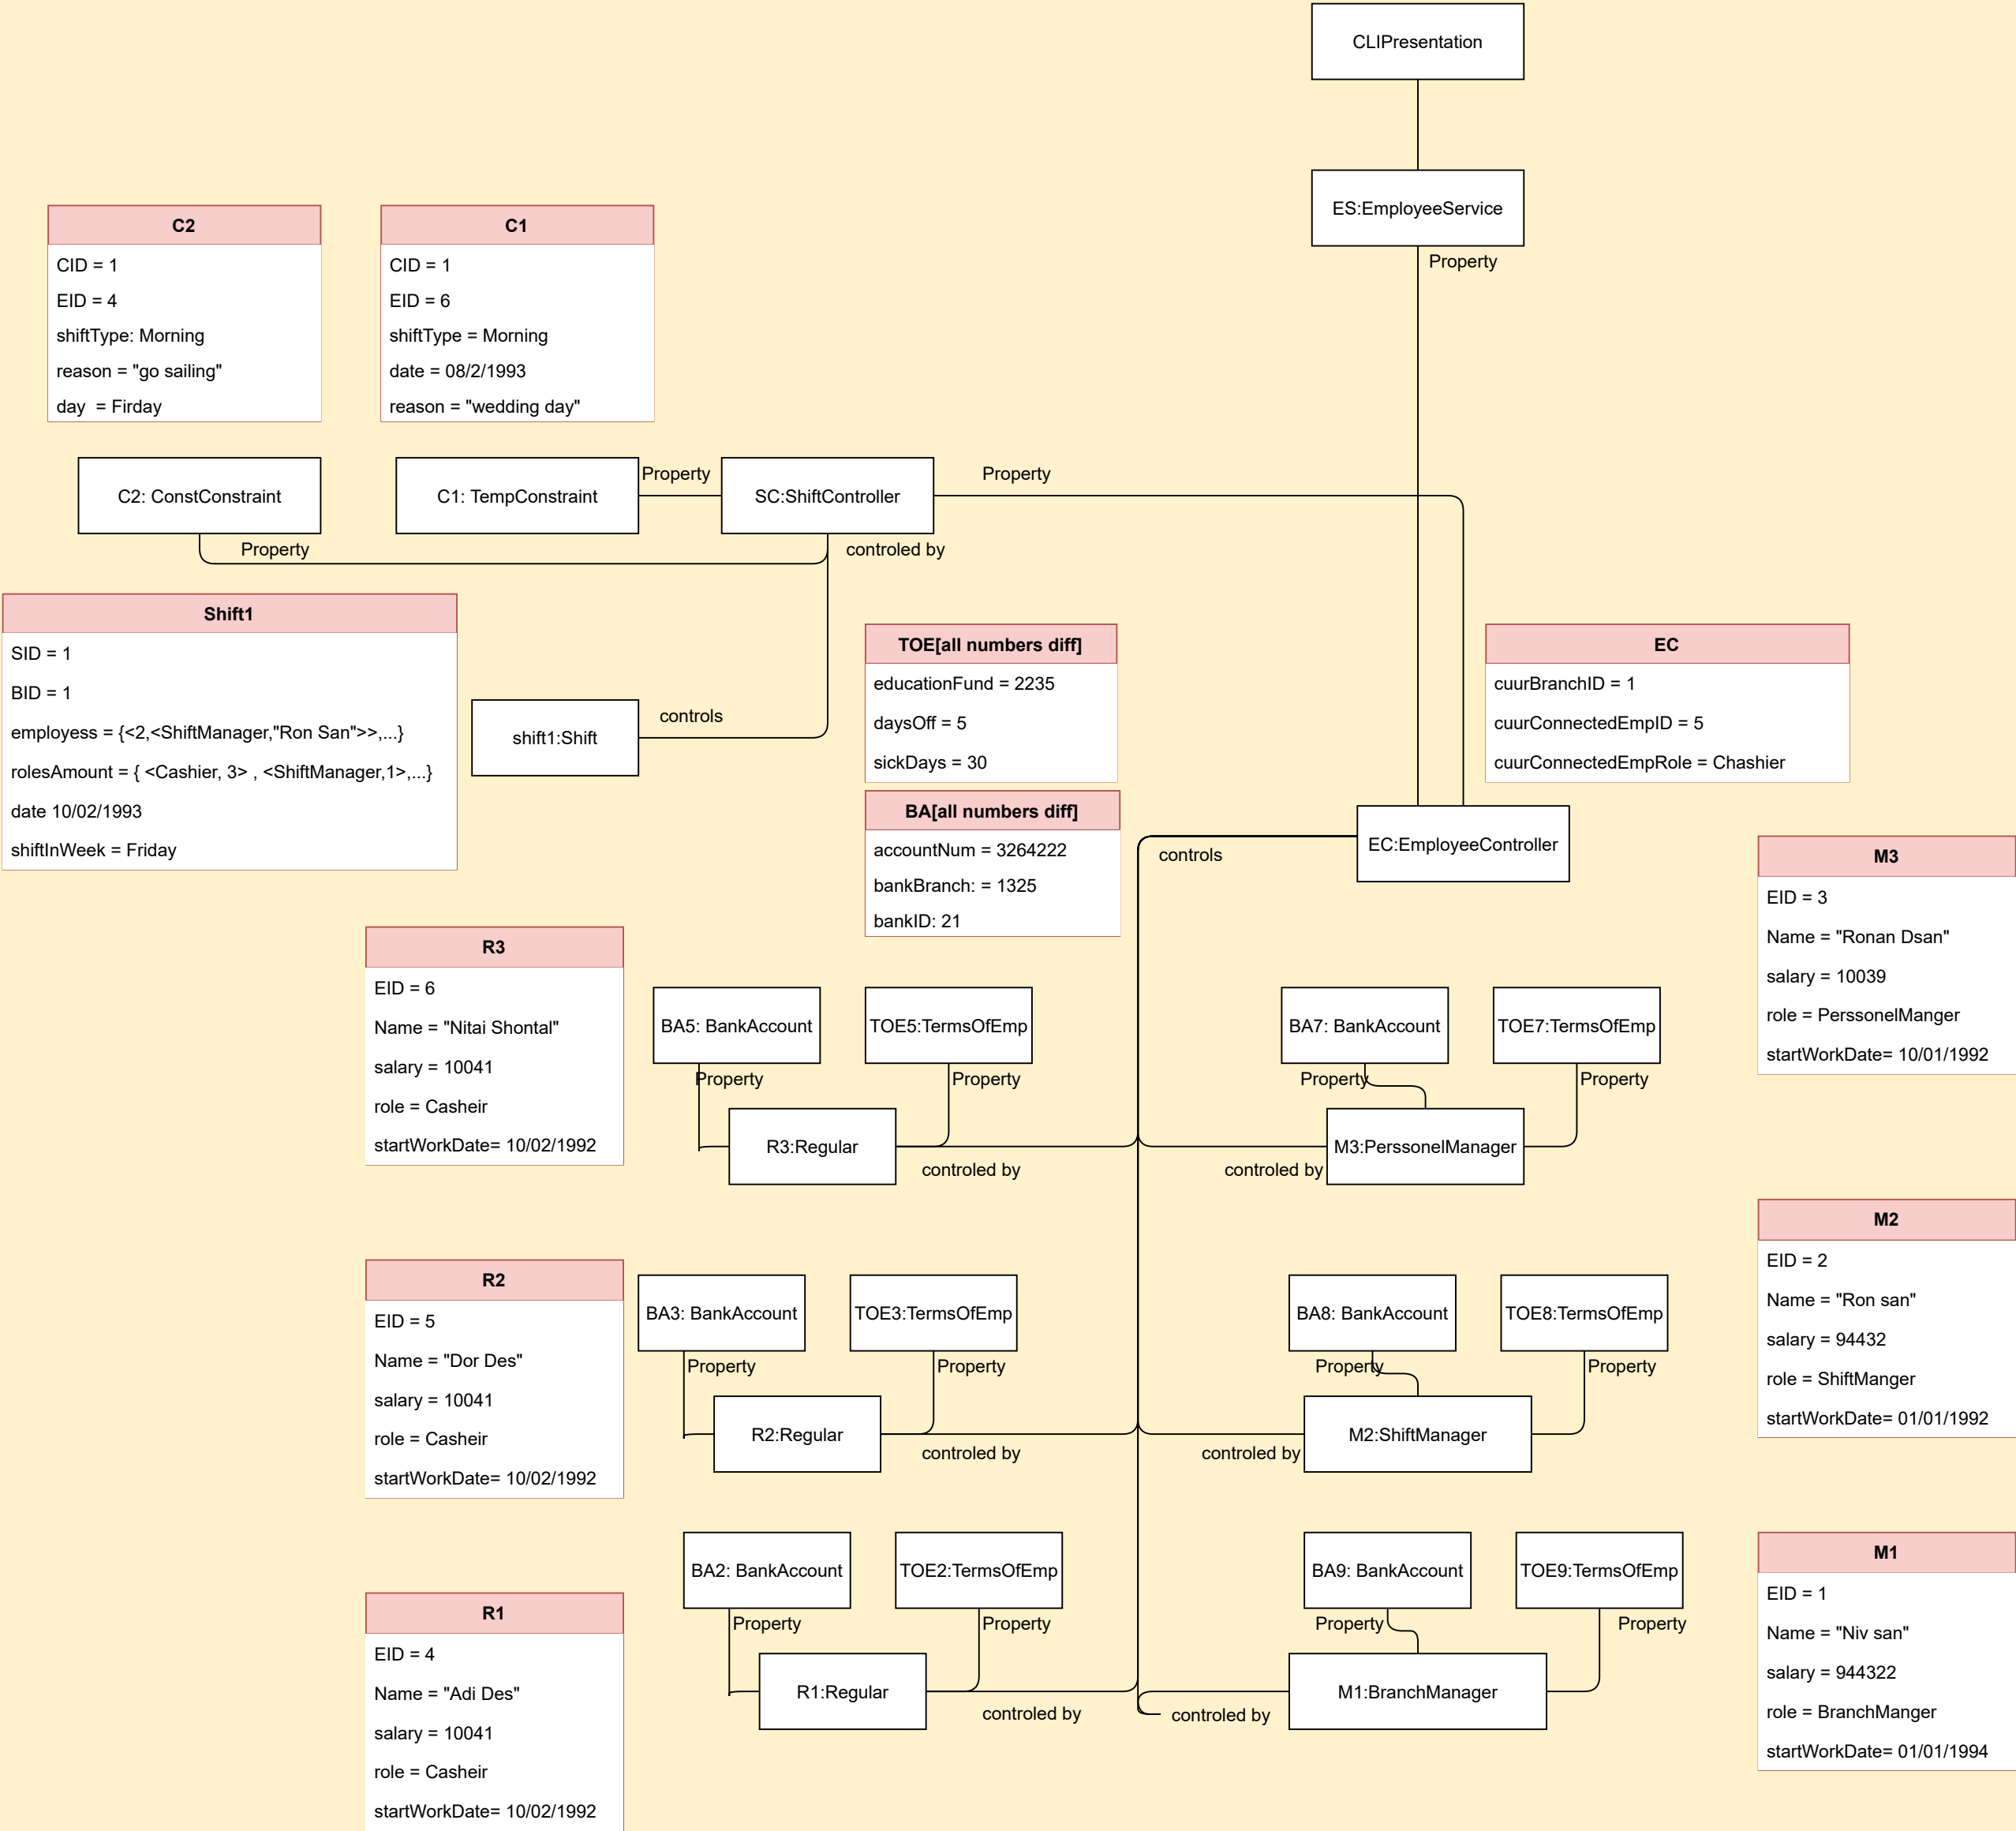 CLIPresentation
ES:EmployeeService
Property
C2
CID = 1
EID = 4
shiftType: Morning
reason = "go sailing"
day  = Firday
C1
CID = 1
EID = 6
shiftType = Morning
date = 08/2/1993
reason = "wedding day"
C2: ConstConstraint
Property
C1: TempConstraint
Property
SC:ShiftController
Property
controled by
Shift1
SID = 1
BID = 1
employess = {<2,<ShiftManager,"Ron San">>,...}
rolesAmount = { <Cashier, 3> , <ShiftManager,1>,...}
date 10/02/1993
shiftInWeek = Friday
shift1:Shift
controls
TOE[all numbers diff]
educationFund = 2235
daysOff = 5
sickDays = 30
BA[all numbers diff]
accountNum = 3264222
bankBranch: = 1325
bankID: 21
EC
cuurBranchID = 1
cuurConnectedEmpID = 5
cuurConnectedEmpRole = Chashier
EC:EmployeeController
controls
M3
EID = 3
Name = "Ronan Dsan"
salary = 10039
role = PerssonelManger
startWorkDate= 10/01/1992
R3
EID = 6
Name = "Nitai Shontal"
salary = 10041
role = Casheir
startWorkDate= 10/02/1992
BA5: BankAccount
TOE5:TermsOfEmp
Property
Property
R3:Regular
controled by
BA7: BankAccount
TOE7:TermsOfEmp
Property
Property
M3:PerssonelManager
controled by
M2
EID = 2
Name = "Ron san"
salary = 94432
role = ShiftManger
startWorkDate= 01/01/1992
R2
EID = 5
Name = "Dor Des"
salary = 10041
role = Casheir
startWorkDate= 10/02/1992
BA3: BankAccount
TOE3:TermsOfEmp
Property
Property
R2:Regular
controled by
BA8: BankAccount
TOE8:TermsOfEmp
Property
Property
M2:ShiftManager
controled by
M1
EID = 1
Name = "Niv san"
salary = 944322
role = BranchManger
startWorkDate= 01/01/1994
R1
EID = 4
Name = "Adi Des"
salary = 10041
role = Casheir
startWorkDate= 10/02/1992
BA2: BankAccount
TOE2:TermsOfEmp
Property
Property
R1:Regular
controled by
BA9: BankAccount
TOE9:TermsOfEmp
Property
Property
M1:BranchManager
controled by